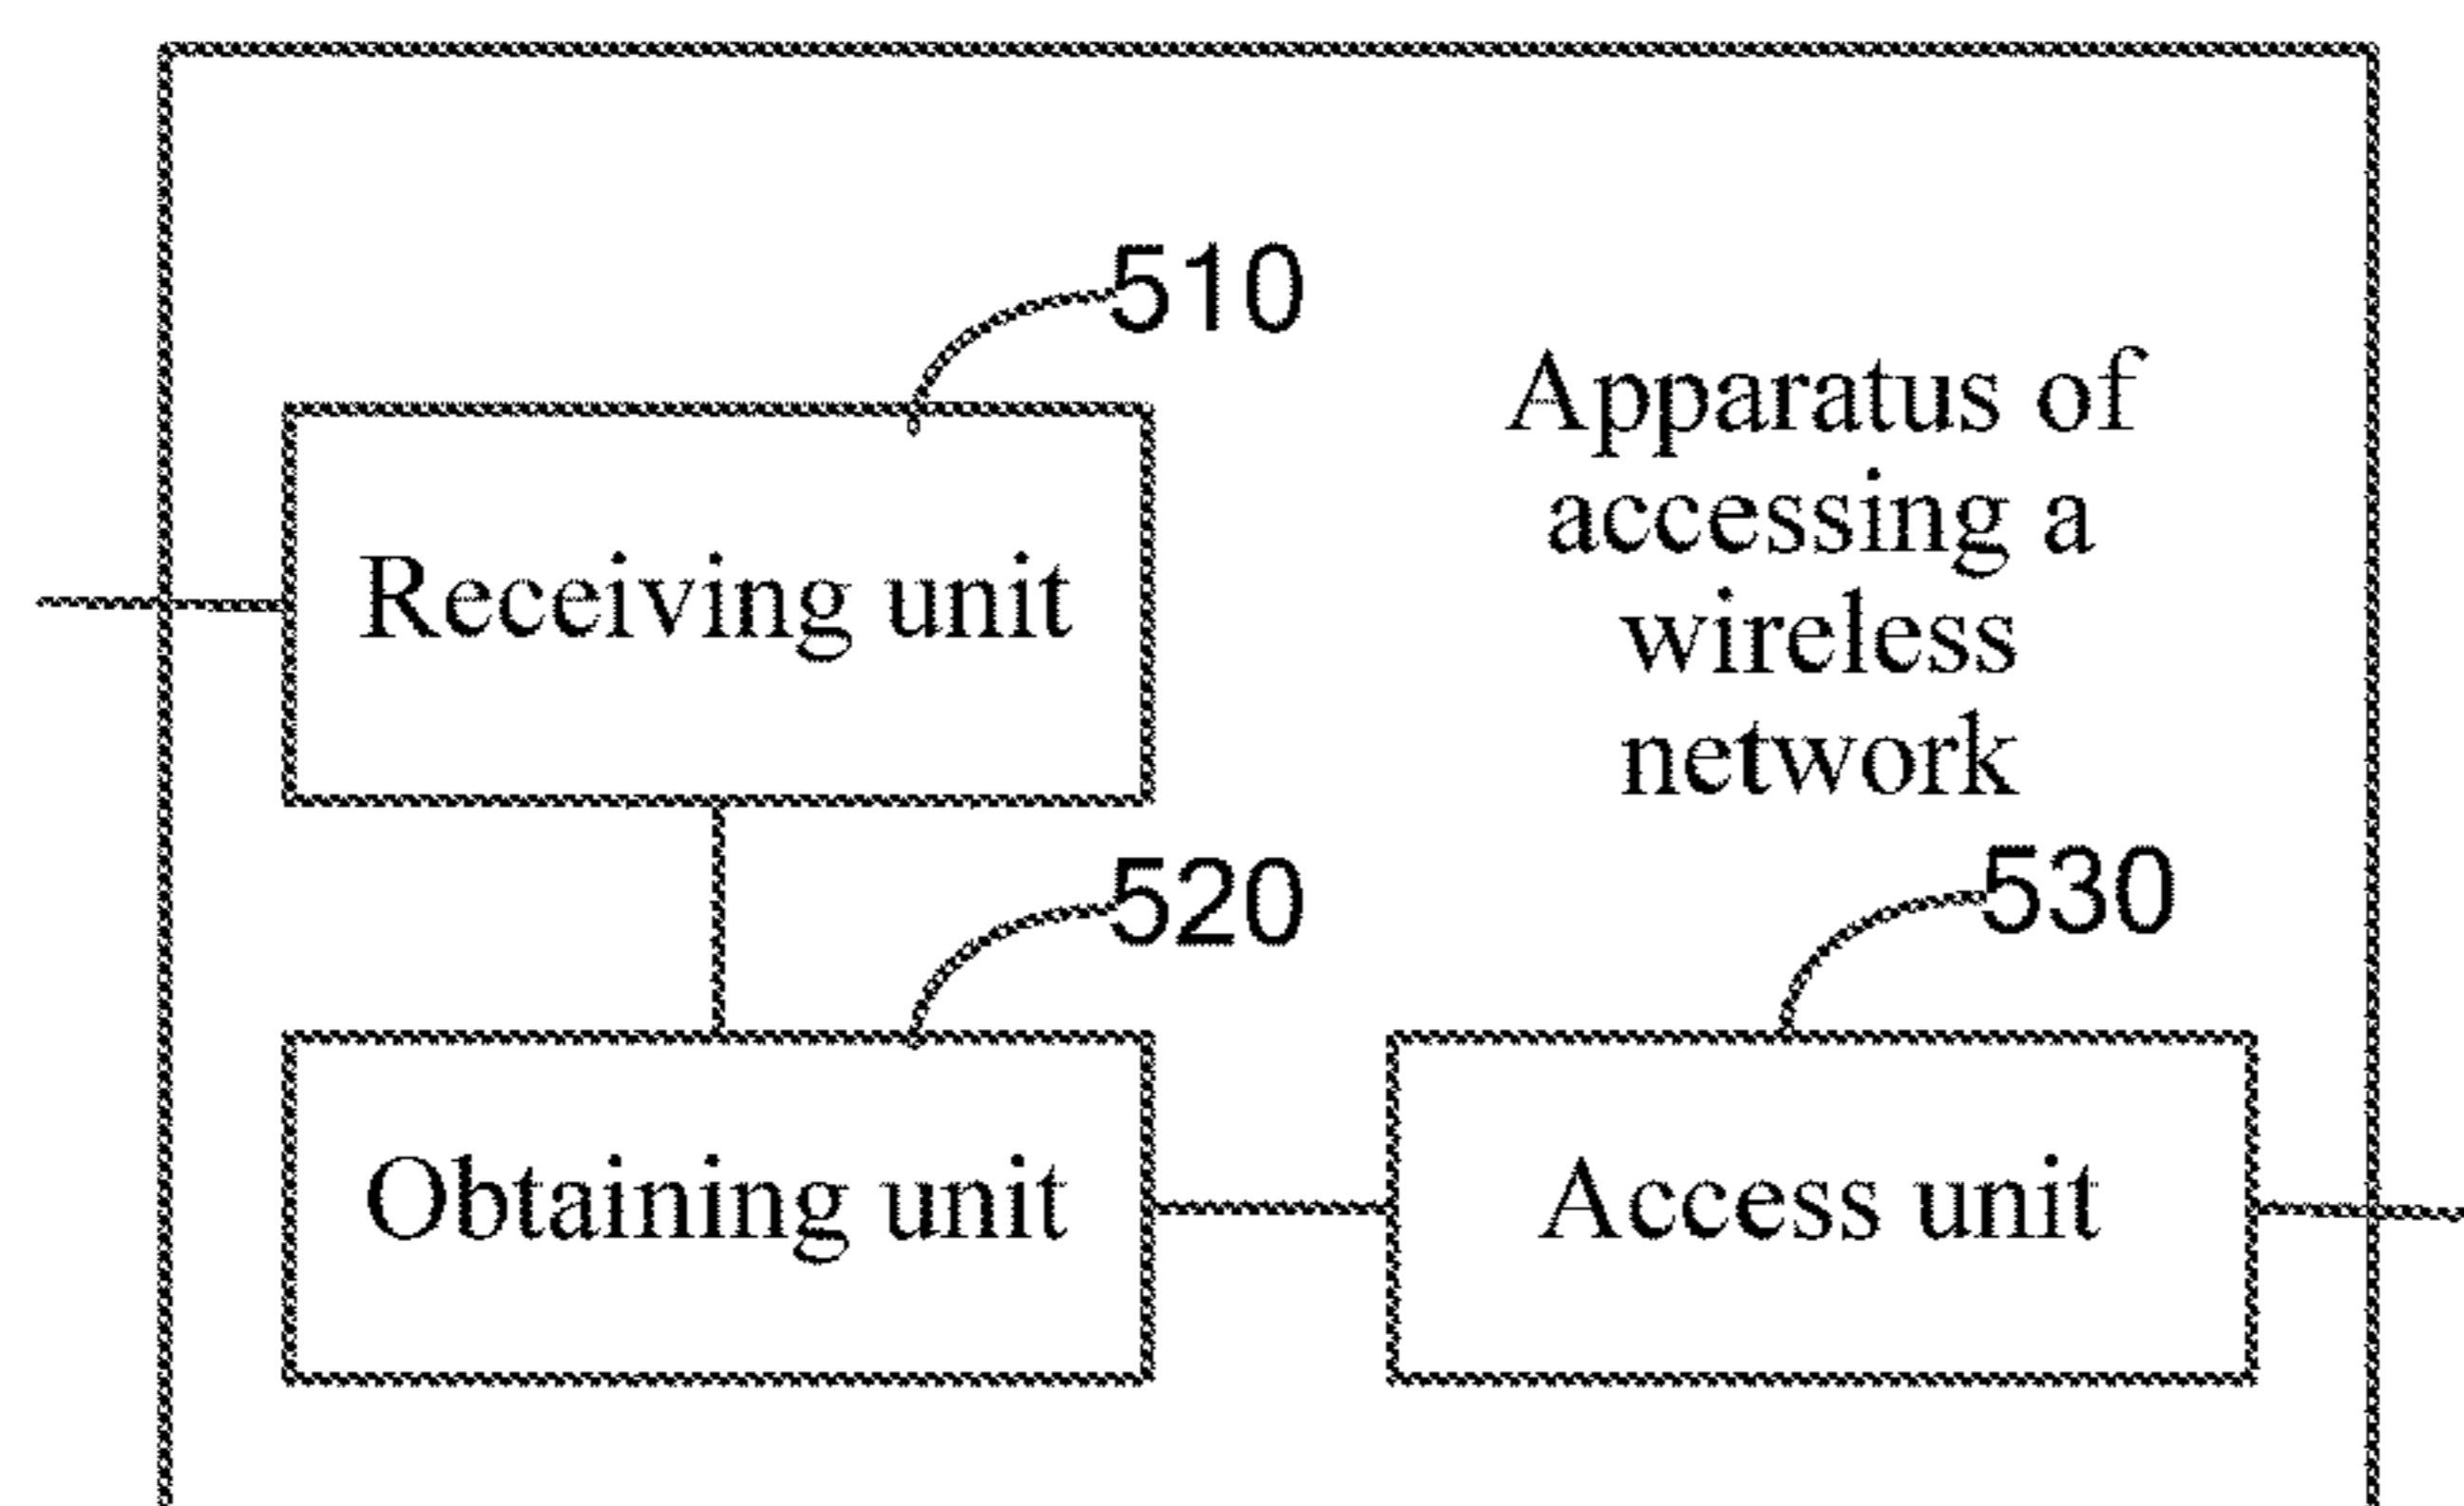 510
Apparatus of
accessing a
wireless
network
Receiving unit
520
530
Obtaining unit
Access unit